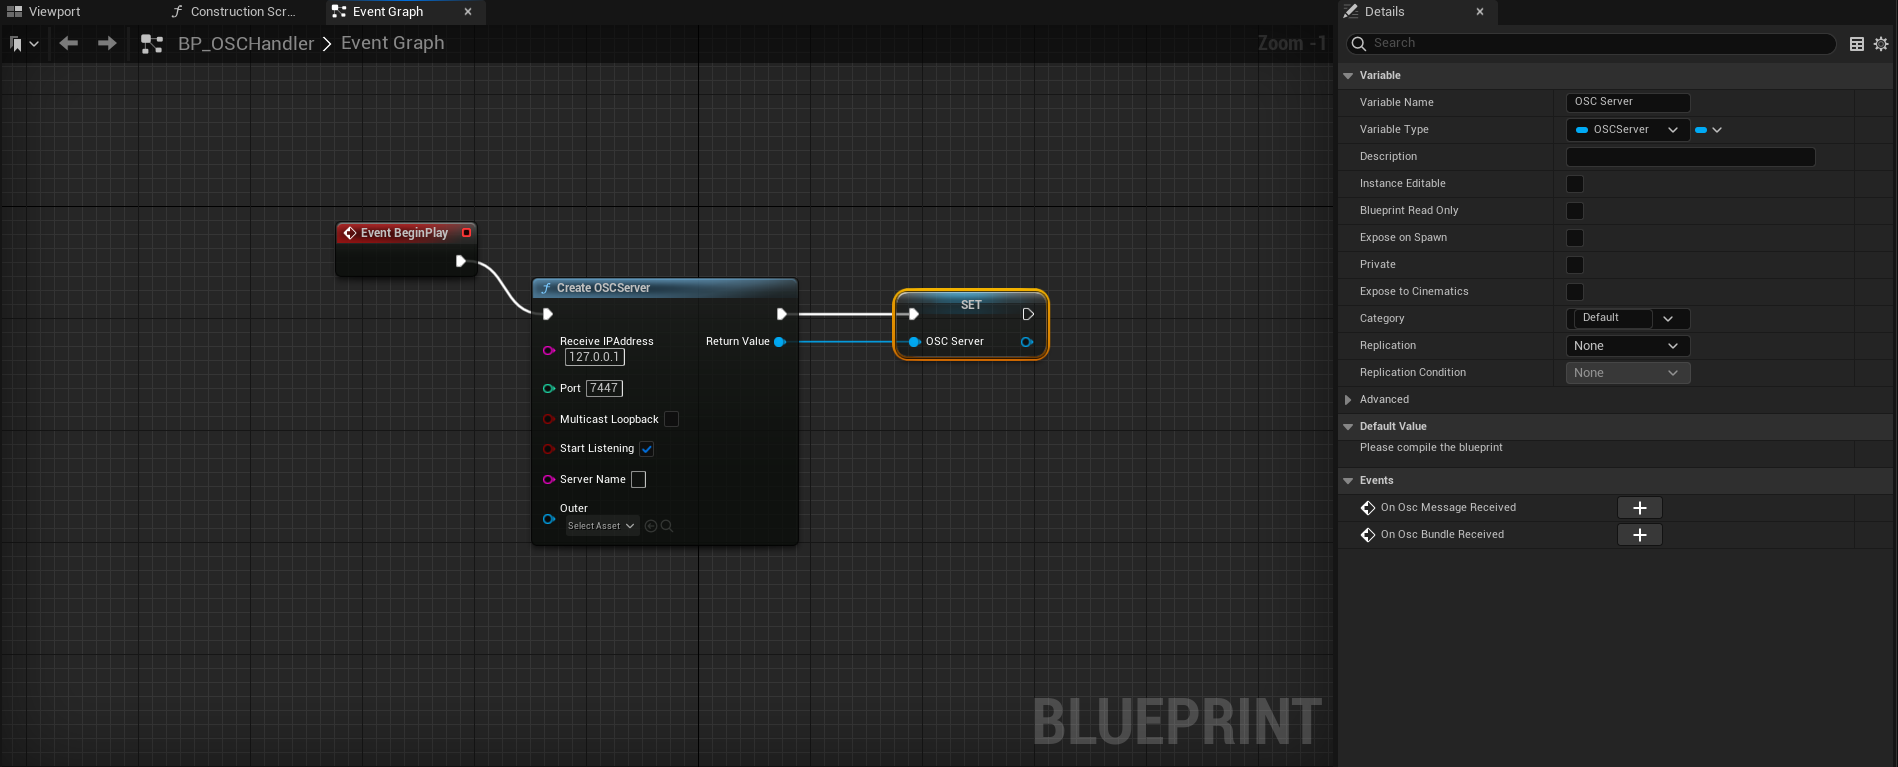 Viewport
Construction Scr...
Event Graph
BP_OSCHandler > Event Graph
Zoom -1
Event BeginPlay
Create OSCServer
Receive IPAddress
127.0.0.1
Return Value
Port 7447
Multicast Loopback
Start Listening
Server Name
Outer
Select Asset
SET
OSC Server
BLUEPRINT
Details
Search
Variable
Variable Name OSC Server
Variable Type OSCServer
Description
Instance Editable
Blueprint Read Only
Expose on Spawn
Private
Expose to Cinematics
Category Default
Replication None
Replication Condition None
Advanced
Default Value
Please compile the blueprint
Events
On Osc Message Received
On Osc Bundle Received